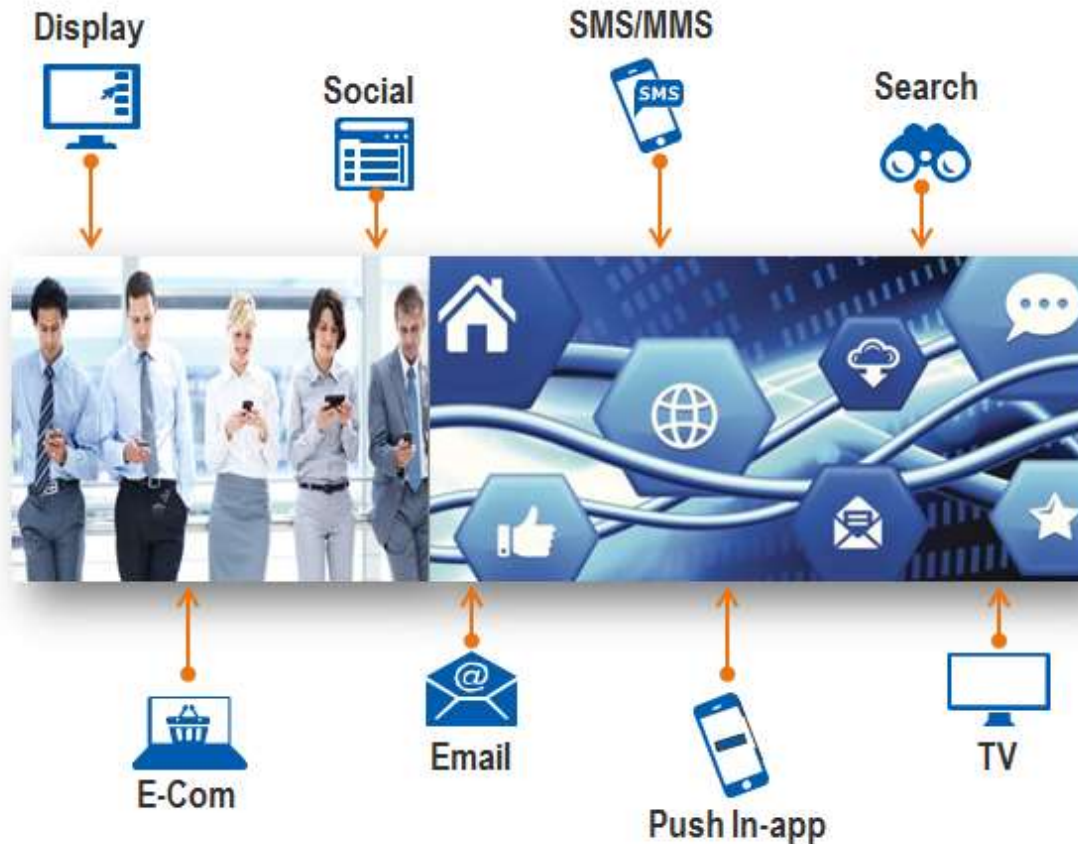 Display
Social
SMS/MMS
SMS
Search
@
E-Com
Email
Push In-app
TV